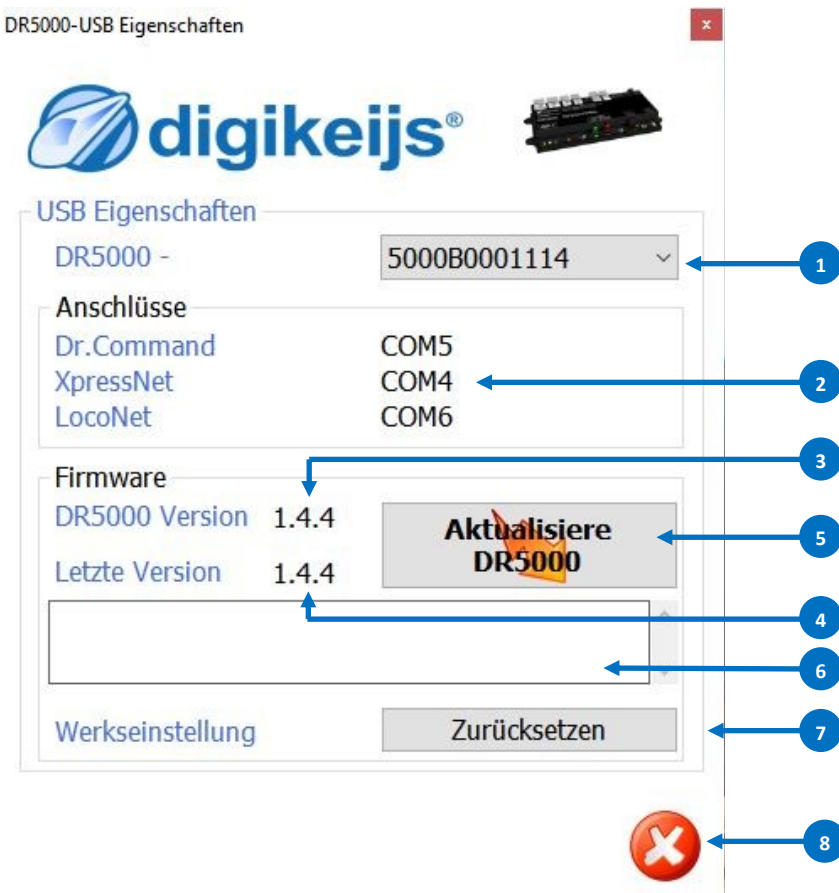 DR5000-USB Eigenschaften
x
digikeijs®
USB Eigenschaften
DR5000 - 5000B0001114
1
Anschlüsse
Dr.Command COM5
XpressNet COM4
2
LocoNet COM6
3
Firmware
DR5000 Version 1.4.4
Aktualisiere
DR5000
5
Letzte Version 1.4.4
4
6
Werkseinstellung Zurücksetzen
7
8